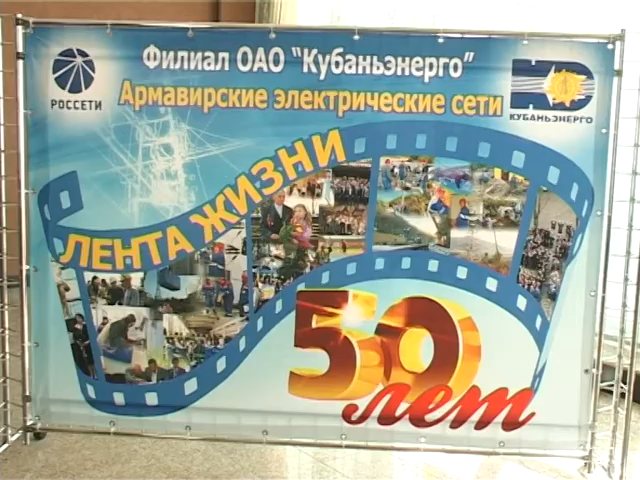 Филиал ОАО "Кубаньэнерго"
Армавирские электрические сети
РОССЕТИ
КУБАНЬЭНЕРГО
ЛЕНТА ЖИЗНИ
50
лет